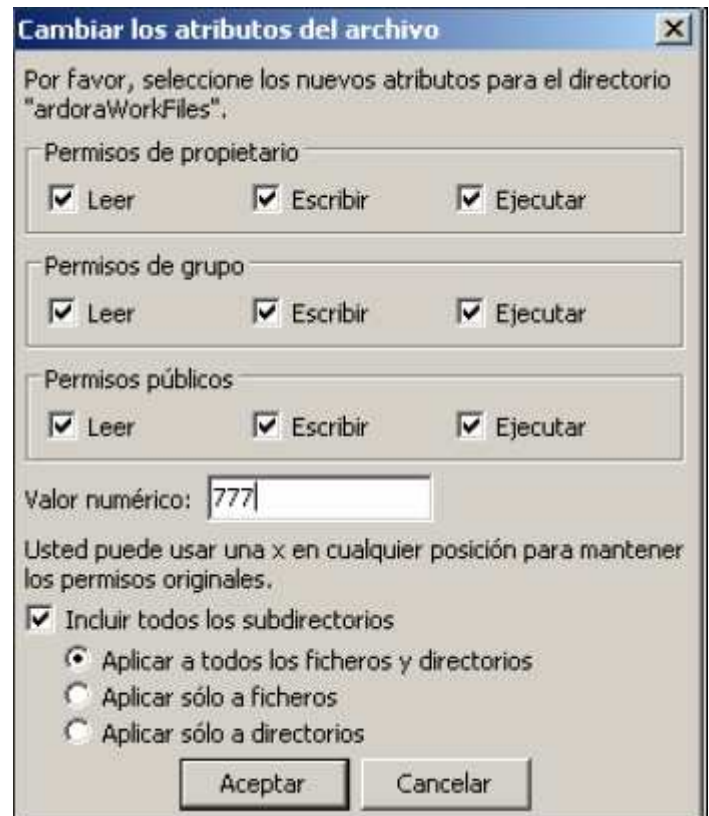 Cambiar los atributos del archivo
Por favor, seleccione los nuevos atributos para el directorio
"ardoraWorkFiles".
Permisos de propietario
Leer Escribir Ejecutar
Permisos de grupo
Leer Escribir Ejecutar
Permisos públicos
Leer Escribir Ejecutar
Valor numérico: 777
Usted puede usar una x en cualquier posición para mantener
los permisos originales.
Incluir todos los subdirectorios
Aplicar a todos los ficheros y directorios
Aplicar sólo a ficheros
Aplicar sólo a directorios
Aceptar Cancelar